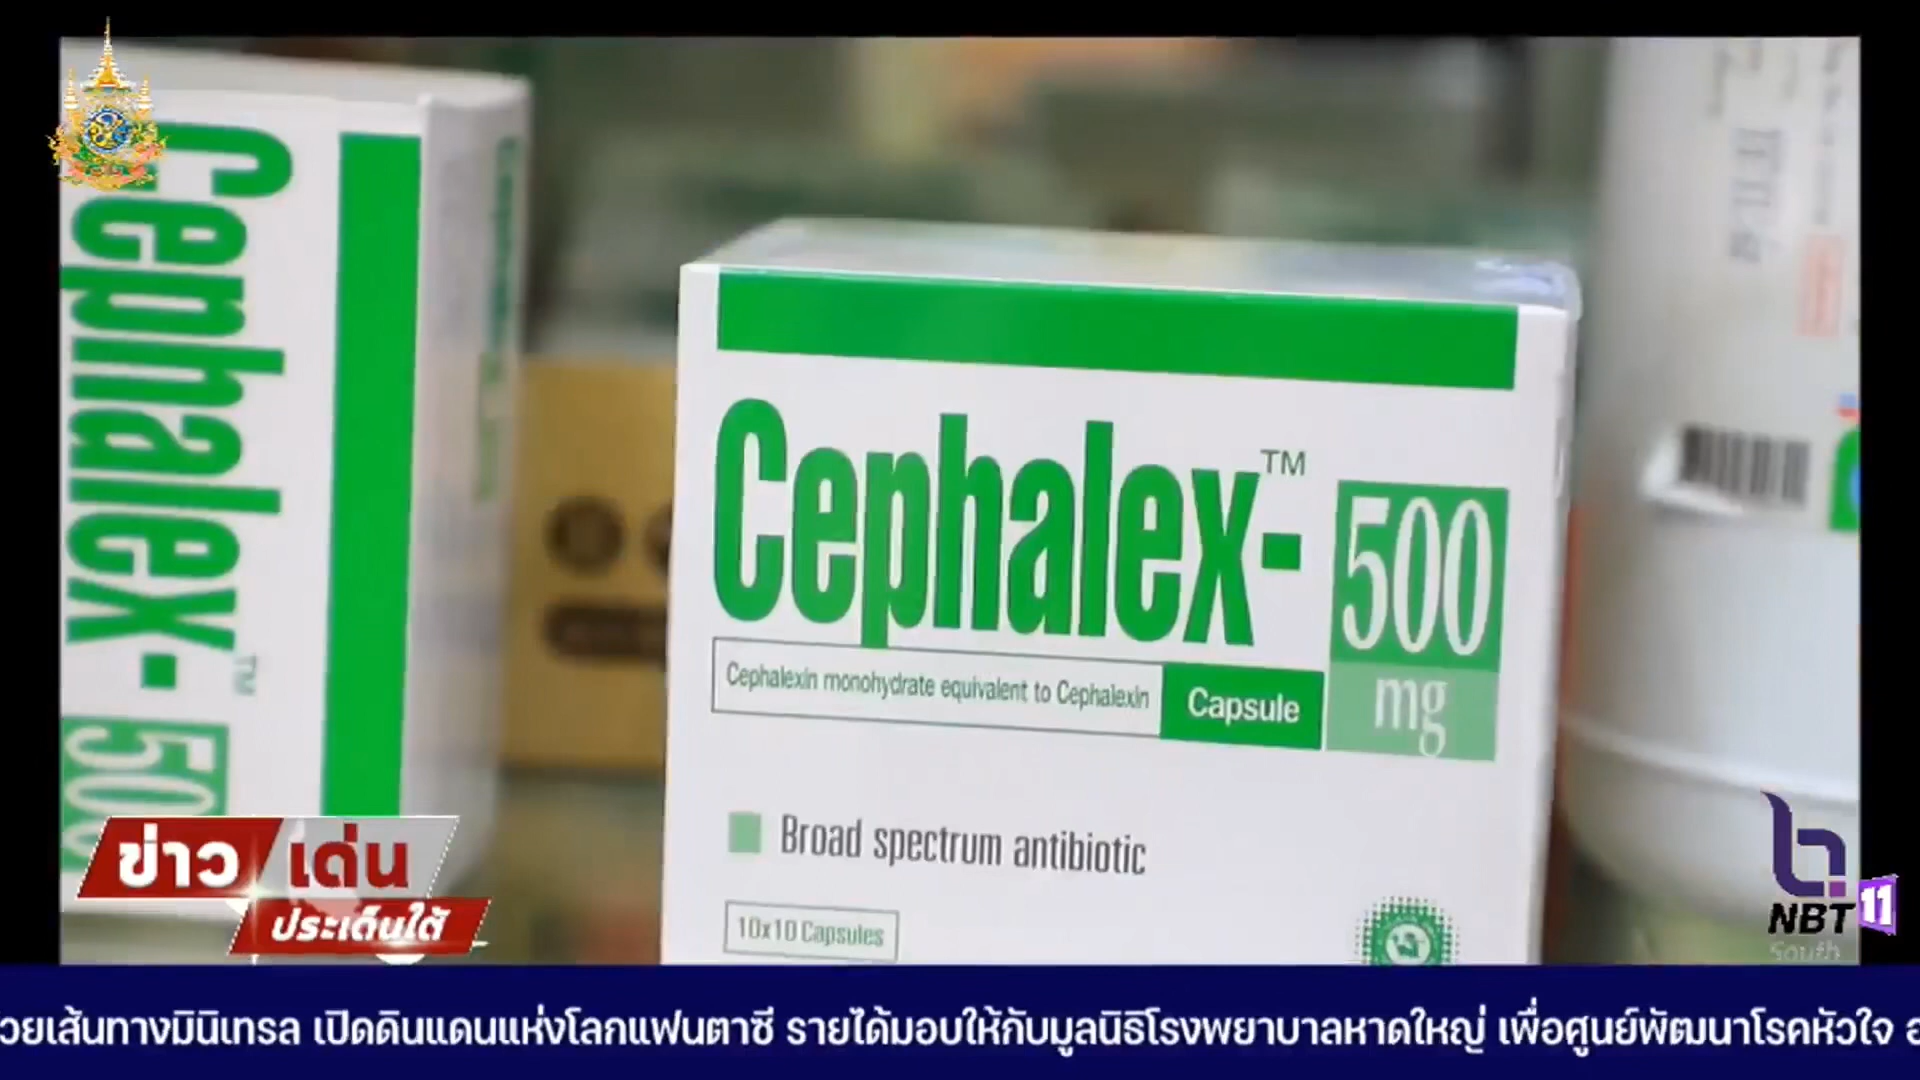 Cephalex-™
500
Cephalex-™
500
mg
Cephalexin monohydrate equivalent to Cephalexin
Capsule
Broad spectrum antibiotic
10x10 Capsules
ข่าวเด่น
ประเด็นใต้
NBT 11
South
วยเส้นทางมินิเทรล เปิดดินแดนแห่งโลกแฟนตาซี รายได้มอบให้กับมูลนิธิโรงพยาบาลหาดใหญ่ เพื่อศูนย์พัฒนาโรคหัวใจ